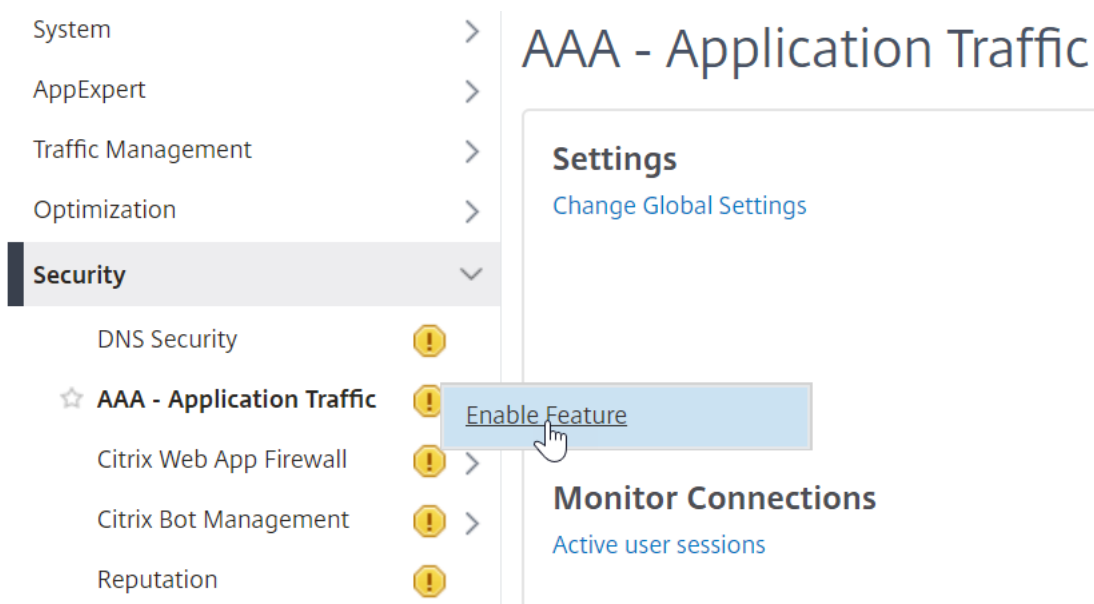 System
AppExpert
Traffic Management
Optimization
Security
DNS Security
AAA - Application Traffic
Citrix Web App Firewall
Citrix Bot Management
Reputation
Enable Feature
AAA - Application Traffic
Settings
Change Global Settings
Monitor Connections
Active user sessions